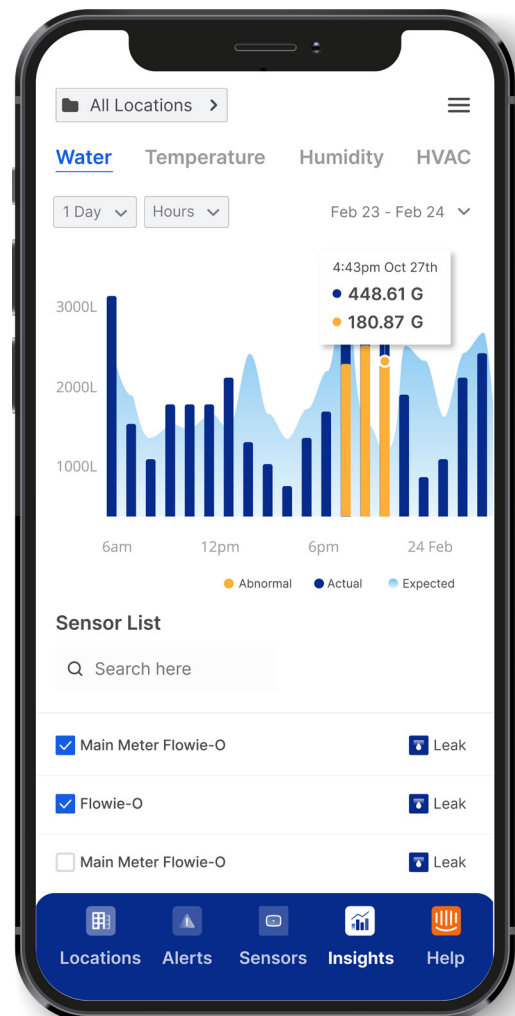 All Locations
Water Temperature Humidity HVAC
1 Day Hours Feb 23 - Feb 24
4:43pm Oct 27th
448.61 G
180.87 G
3000L
2000L
1000L
6am 12pm 6pm 24 Feb
Abnormal Actual Expected
Sensor List
Search here
Main Meter Flowie-O Leak
Flowie-O Leak
Main Meter Flowie-O Leak
Locations Alerts Sensors Insights Help